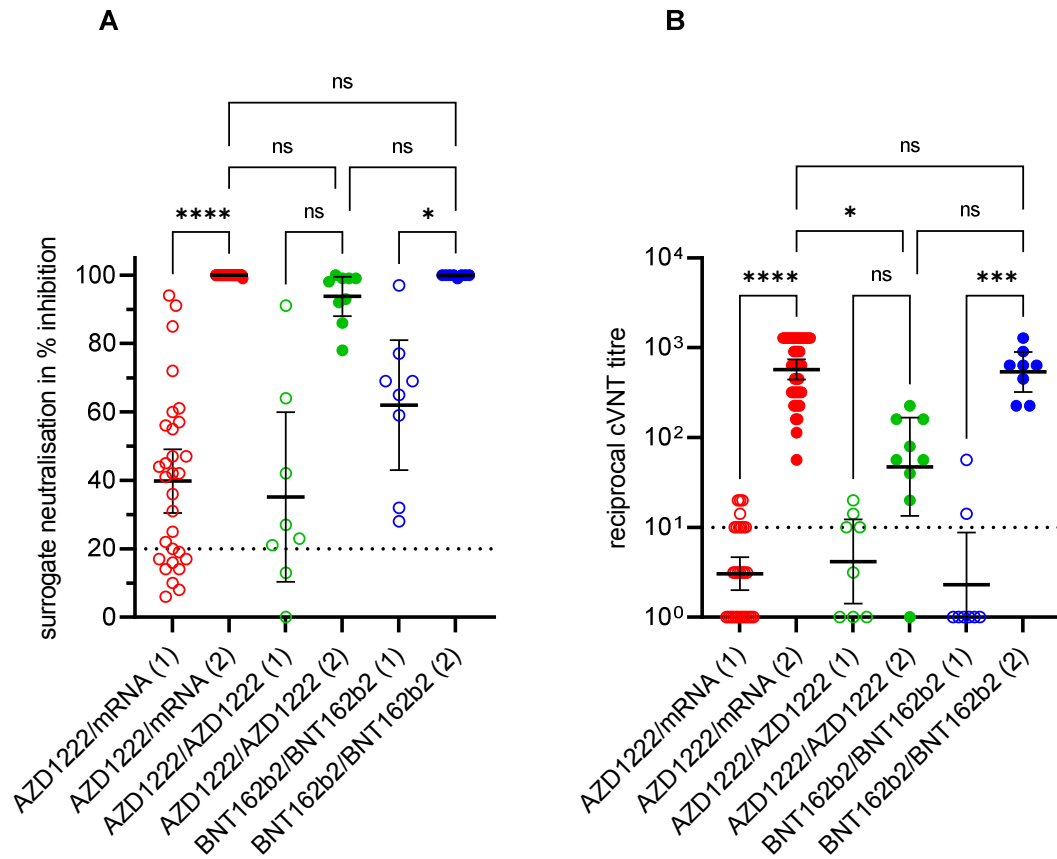 A
B
ns
ns
ns
ns
ns
****
ns
*
*
ns
****
ns
***
surrogate neutralisation in % inhibition
100
80
60
40
20
0
reciprocal cVNT titre
10⁴
10³
10²
10¹
10⁰
AZD1222/mRNA (1)
AZD1222/mRNA (2)
AZD1222/AZD1222 (1)
AZD1222/AZD1222 (2)
BNT162b2/BNT162b2 (1)
BNT162b2/BNT162b2 (2)
AZD1222/mRNA (1)
AZD1222/mRNA (2)
AZD1222/AZD1222 (1)
AZD1222/AZD1222 (2)
BNT162b2/BNT162b2 (1)
BNT162b2/BNT162b2 (2)